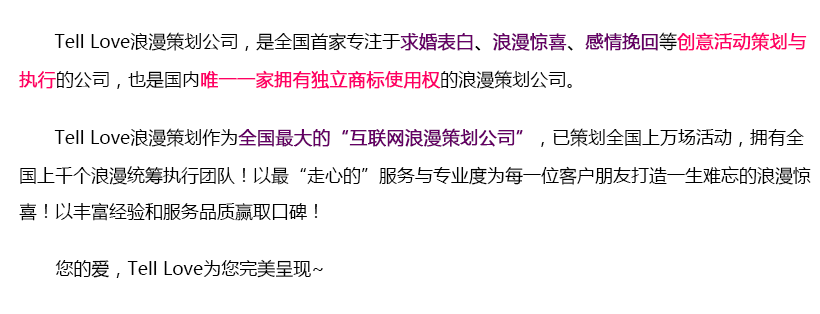 Tell Love浪漫策划公司，是全国首家专注于求婚表白、浪漫惊喜、感情挽回等创意活动策划与
执行的公司，也是国内唯一一家拥有独立商标使用权的浪漫策划公司。
Tell Love浪漫策划作为全国最大的“互联网浪漫策划公司”，已策划全国上万场活动，拥有全
国上千个浪漫统筹执行团队！以最“走心的”服务与专业度为每一位客户朋友打造一生难忘的浪漫惊
喜！以丰富经验和服务品质赢取口碑！
您的爱，Tell Love为您完美呈现~